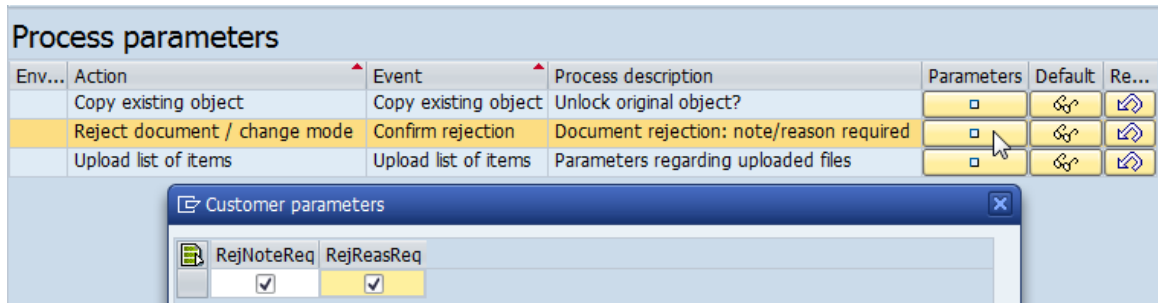 Process parameters
Env... Action Event Process description Parameters Default Re...
Copy existing object Copy existing object Unlock original object?
Reject document / change mode Confirm rejection Document rejection: note/reason required
Upload list of items Upload list of items Parameters regarding uploaded files
Customer parameters
RejNoteReq RejReasReq